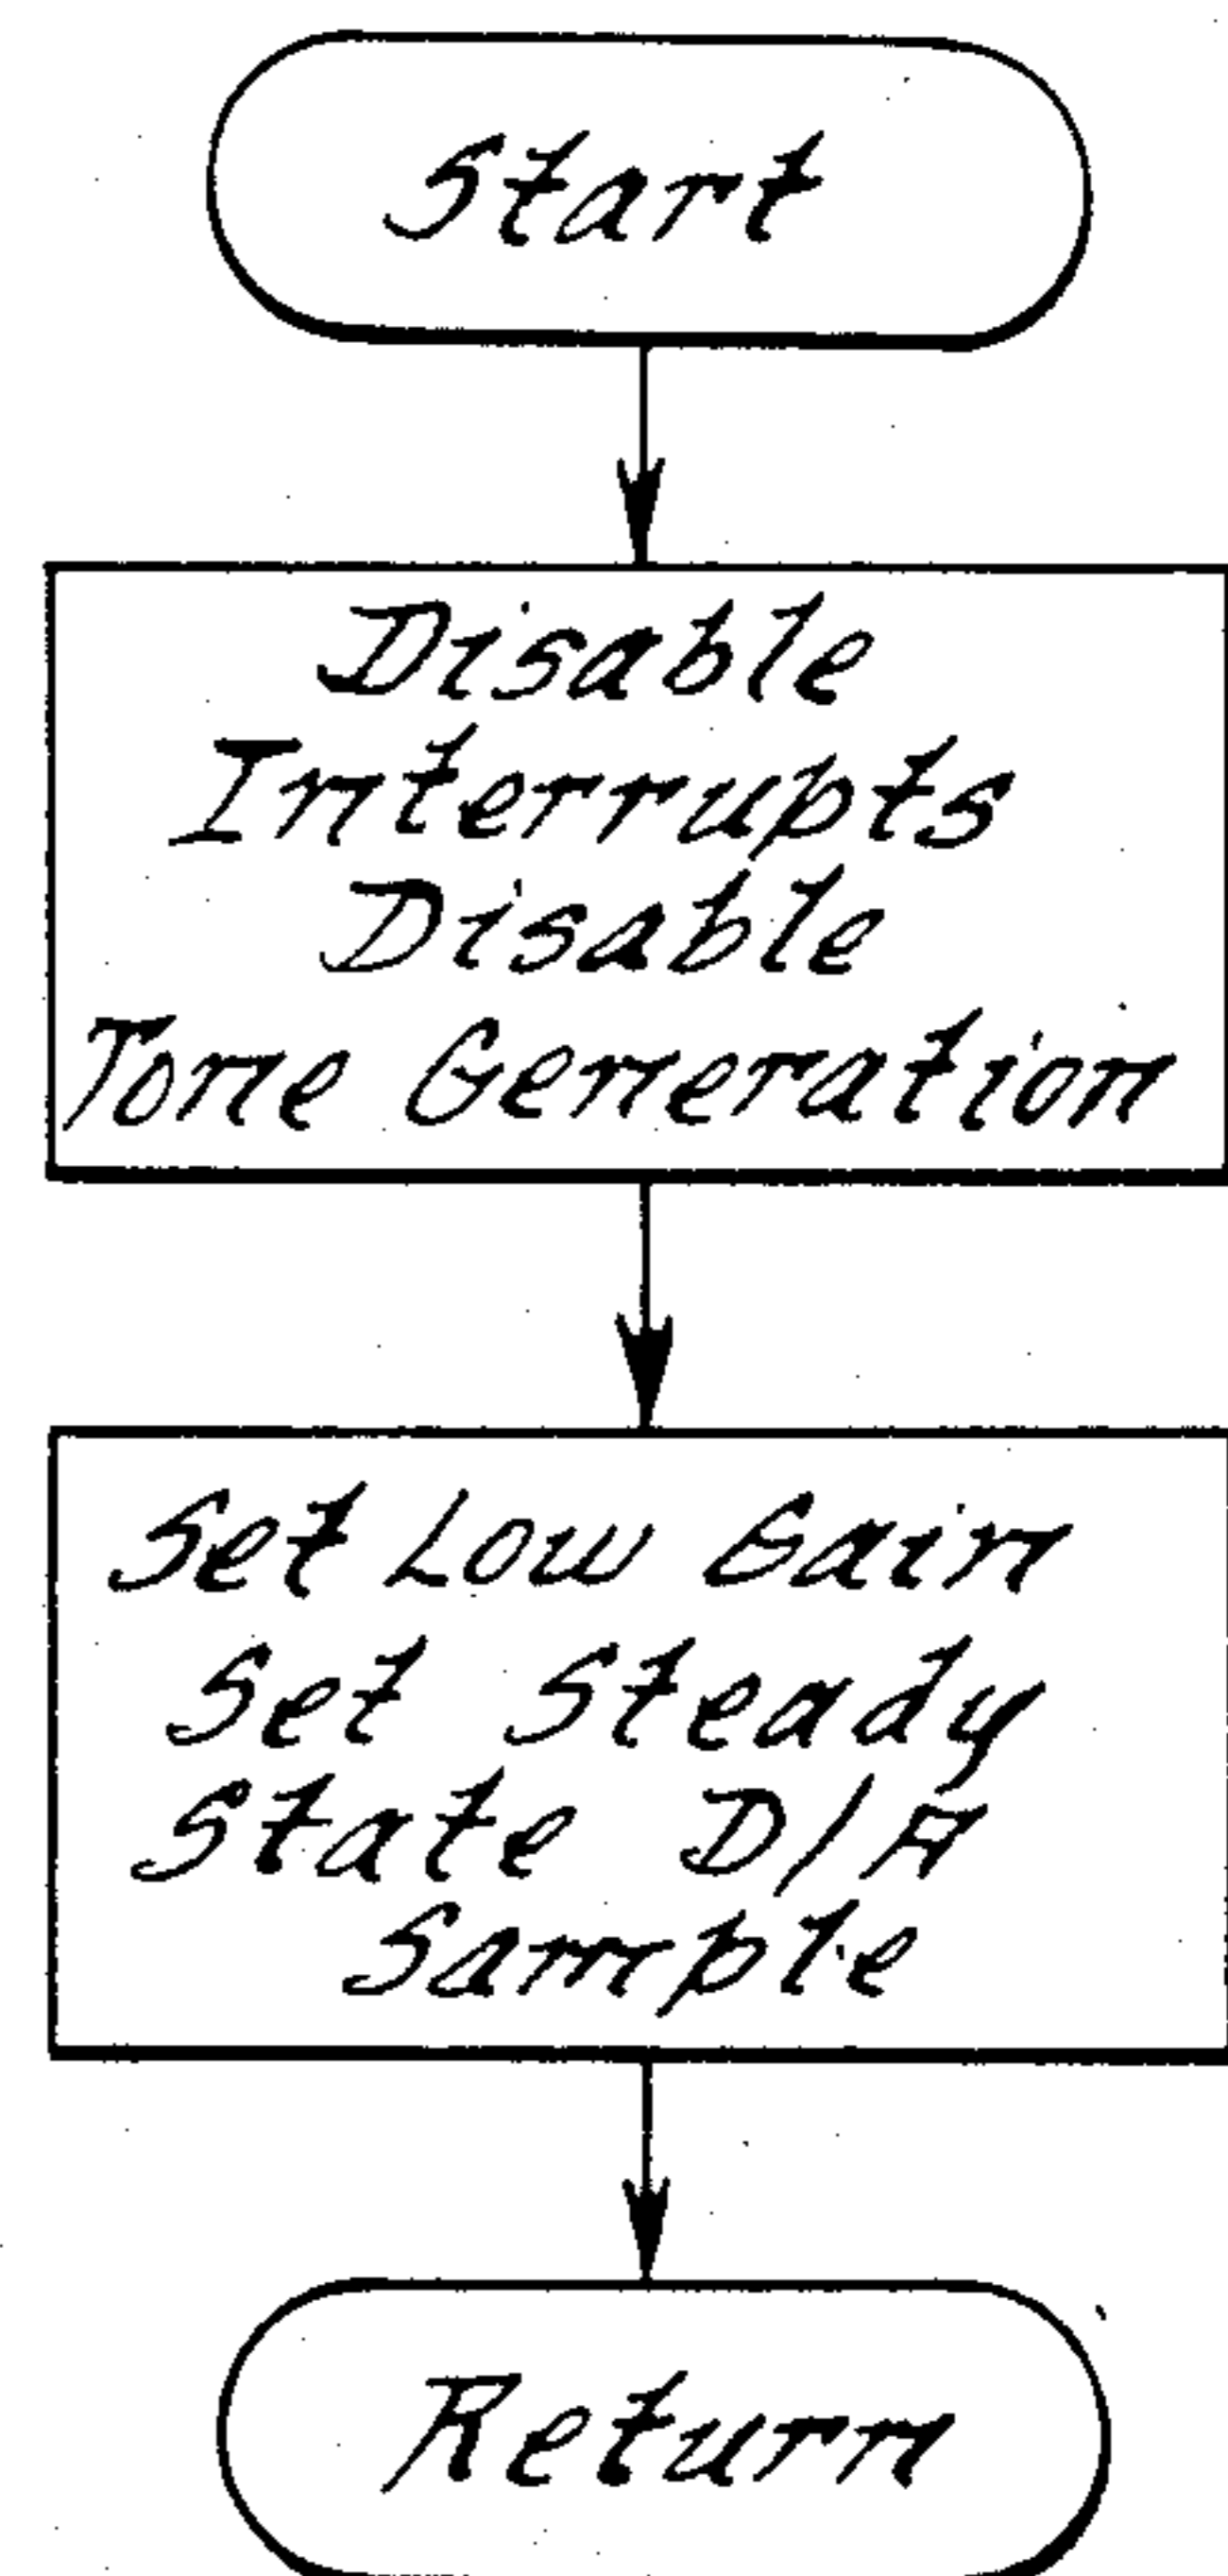 Start
Disable
Interrupts
Disable
Tone Generation
Set Low Gain
Set Steady
State D/A
Sample
Return